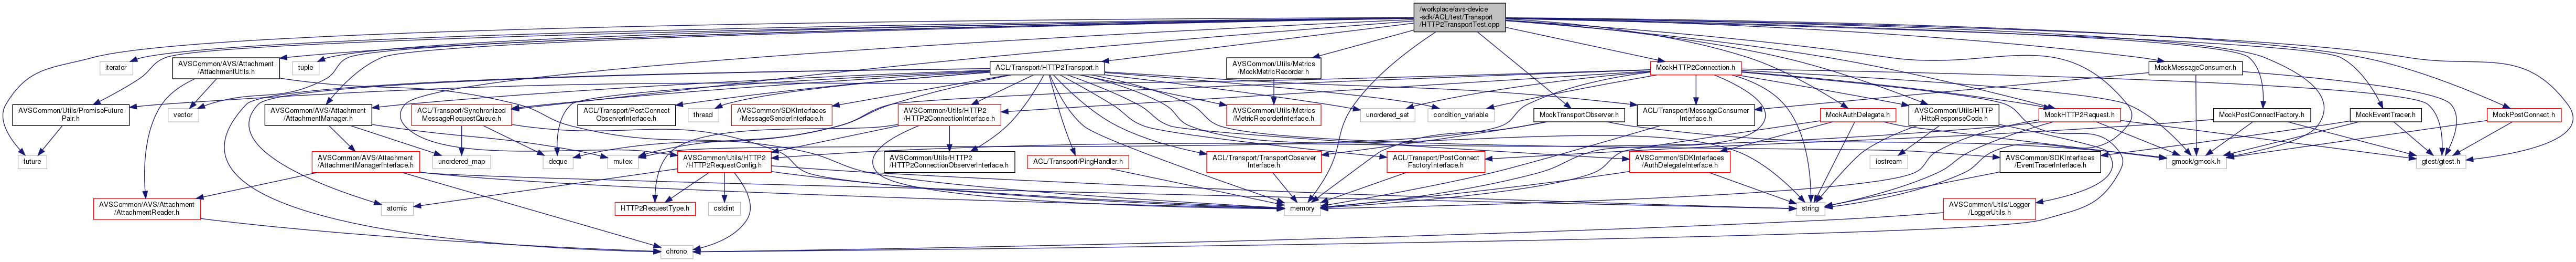 /workplace/avs-device
-sdk/ACL/test/Transport
/HTTP2TransportTest.cpp
iterator
AVSCommon/AVS/Attachment
/AttachmentUtils.h
tuple
ACL/Transport/HTTP2Transport.h
AVSCommon/Utils/Metrics
/MockMetricRecorder.h
MockHTTP2Connection.h
MockMessageConsumer.h
AVSCommon/Utils/PromiseFuture
Pair.h
vector
AVSCommon/AVS/Attachment
/AttachmentManager.h
ACL/Transport/Synchronized
MessageRequestQueue.h
ACL/Transport/PostConnect
ObserverInterface.h
thread
AVSCommon/SDKInterfaces
/MessageSenderInterface.h
AVSCommon/Utils/HTTP2
/HTTP2ConnectionInterface.h
AVSCommon/Utils/Metrics
/MetricRecorderInterface.h
unordered_set
condition_variable
MockTransportObserver.h
ACL/Transport/MessageConsumer
Interface.h
MockAuthDelegate.h
AVSCommon/Utils/HTTP
/HttpResponseCode.h
MockHTTP2Request.h
MockPostConnectFactory.h
MockEventTracer.h
MockPostConnect.h
future
AVSCommon/AVS/Attachment
/AttachmentManagerInterface.h
unordered_map
deque
mutex
AVSCommon/Utils/HTTP2
/HTTP2RequestConfig.h
AVSCommon/Utils/HTTP2
/HTTP2ConnectionObserverInterface.h
ACL/Transport/PingHandler.h
ACL/Transport/TransportObserver
Interface.h
ACL/Transport/PostConnect
FactoryInterface.h
AVSCommon/SDKInterfaces
/AuthDelegateInterface.h
iostream
AVSCommon/SDKInterfaces
/EventTracerInterface.h
gmock/gmock.h
gtest/gtest.h
AVSCommon/AVS/Attachment
/AttachmentReader.h
atomic
HTTP2RequestType.h
cstdint
memory
string
AVSCommon/Utils/Logger
/LoggerUtils.h
chrono